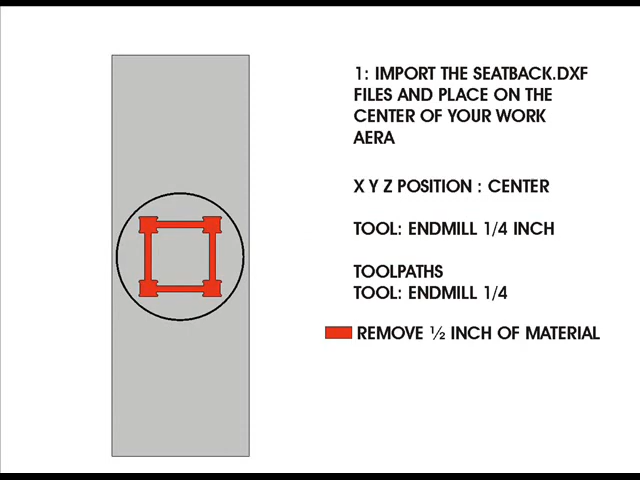 1: IMPORT THE SEATBACK.DXF
FILES AND PLACE ON THE
CENTER OF YOUR WORK
AERA
X Y Z POSITION : CENTER
TOOL: ENDMILL 1/4 INCH
TOOLPATHS
TOOL: ENDMILL 1/4
REMOVE ½ INCH OF MATERIAL